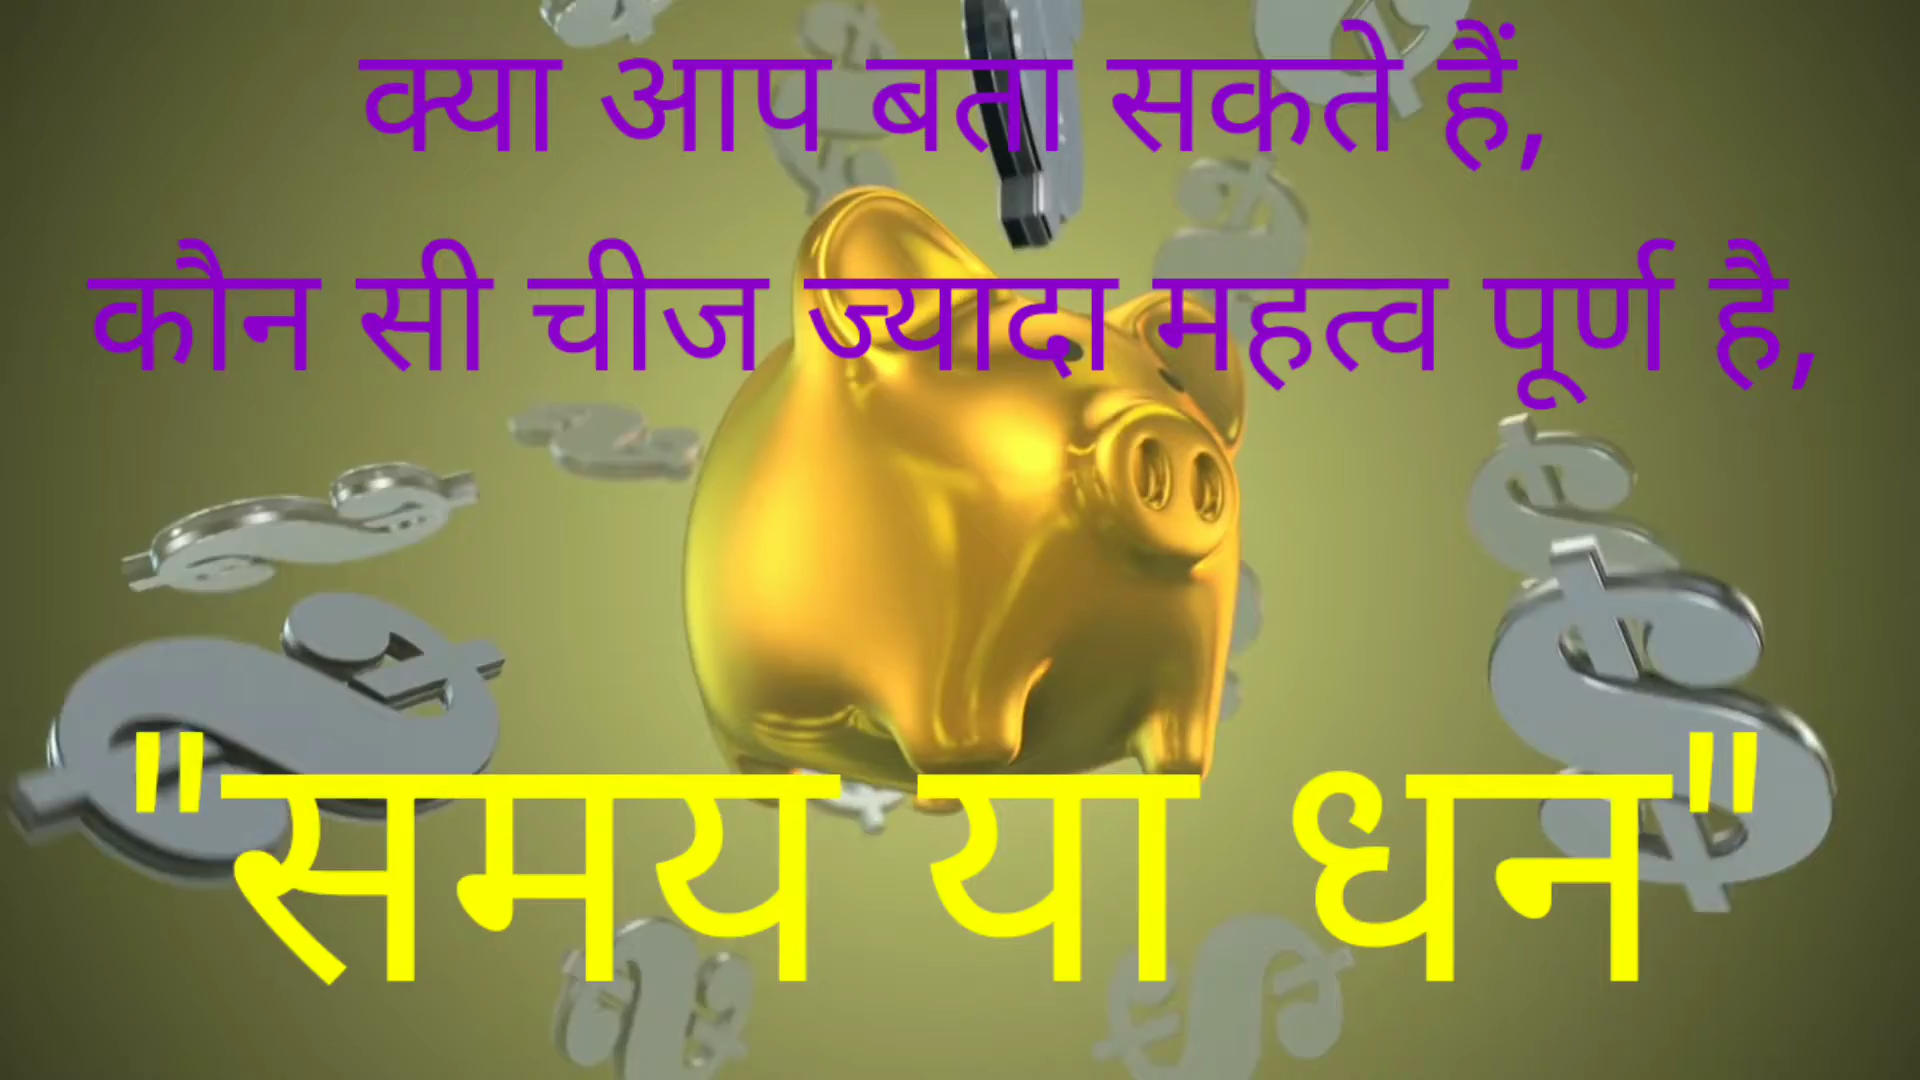 क्या आप बता सकते हैं,
कौन सी चीज ज्यादा महत्व पूर्ण है,
"समय या धन"